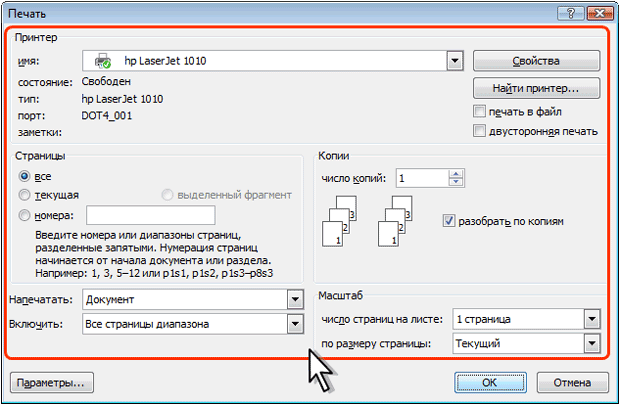 Печать
Принтер
имя: hp LaserJet 1010 Свойства
состояние: Свободен
тип: hp LaserJet 1010 Найти принтер...
порт: DOT4_001 печать в файл
заметки: двусторонняя печать
Страницы Копии
все число копий: 1
текущая выделенный фрагмент
номера: разобрать по копиям
3 3
2 2
1 1
Введите номера или диапазоны страниц,
разделенные запятыми. Нумерация страниц
начинается от начала документа или раздела.
Например: 1, 3, 5–12 или p1s1, p1s2, p1s3–p8s3
Напечатать: Документ Масштаб
Включить: Все страницы диапазона число страниц на листе: 1 страница
по размеру страницы: Текущий
Параметры... OK Отмена